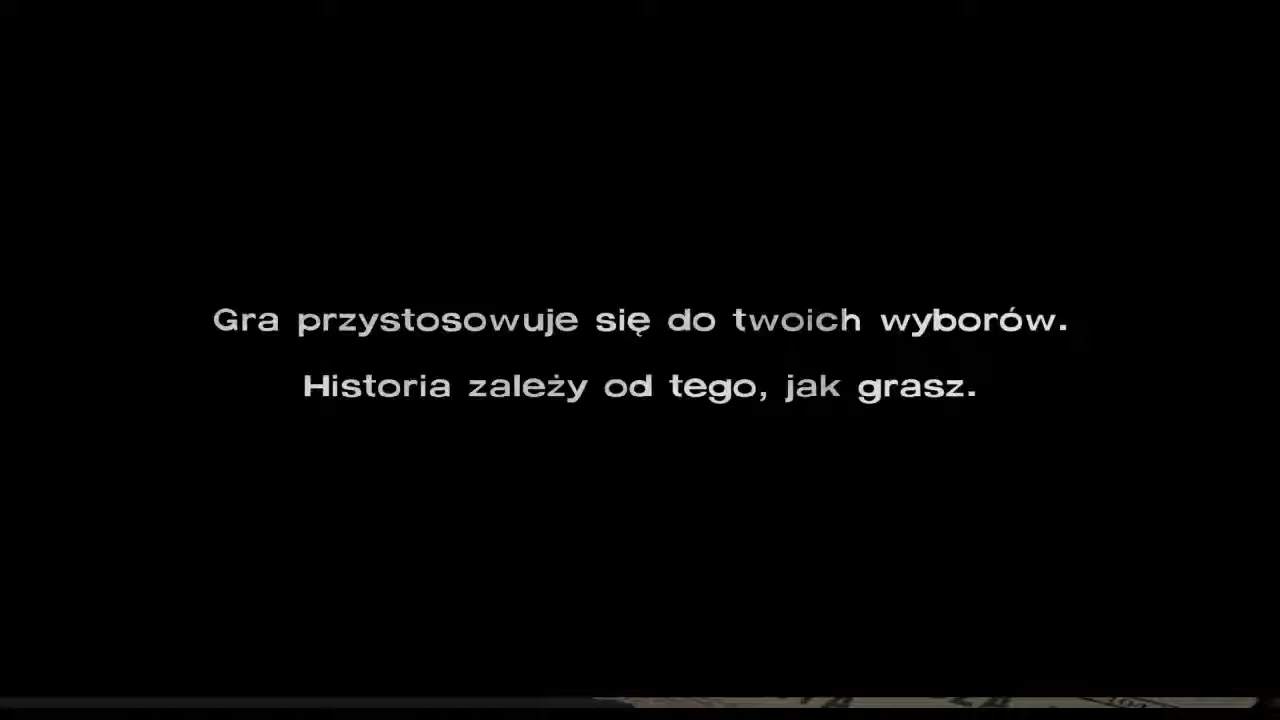 Gra przystosowuje się do twoich wyborów.
Historia zależy od tego, jak grasz.